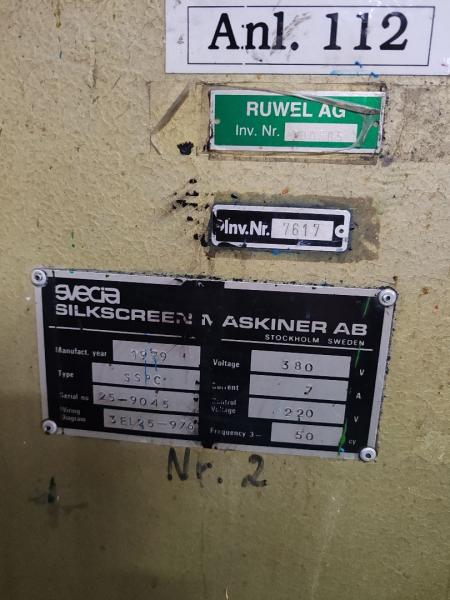 Anl. 112
RUWEL AG
Inv. Nr.
Inv.Nr. 7617
svecia
SILKSCREEN MASKINER AB
STOCKHOLM SWEDEN
Manufact. year 1979
Voltage 380 V
Type SSPC
Current 7 A
Serial no 25-9045
Control Voltage 220 V
Wiring Diagram
Frequency 3~ 50 cy
Nr. 2